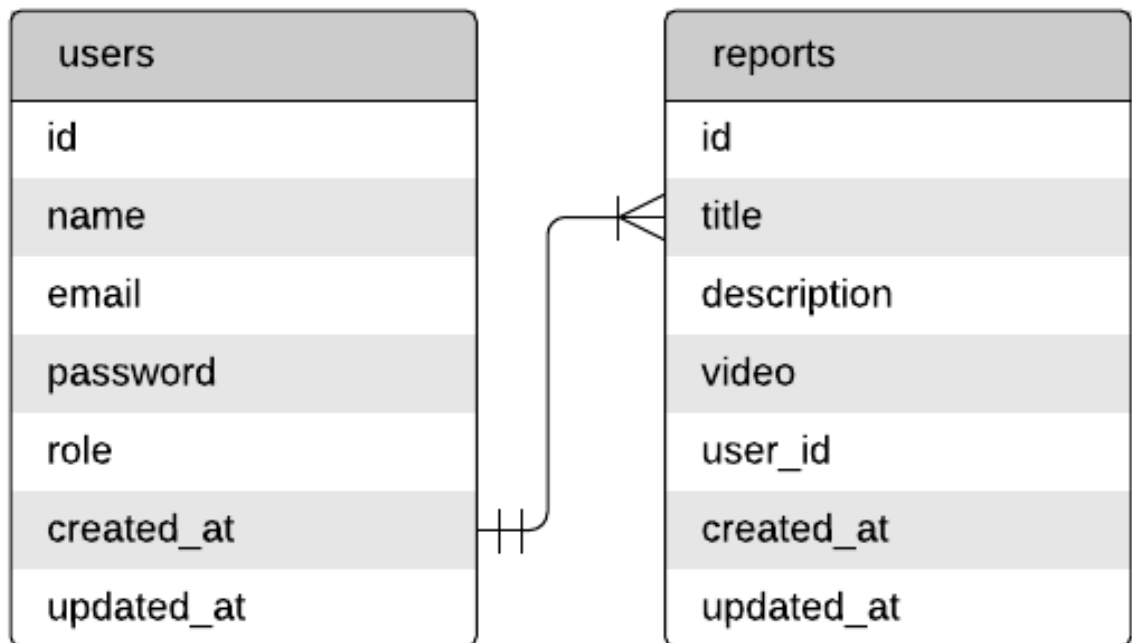 users
id
name
email
password
role
created_at
updated_at
reports
id
title
description
video
user_id
created_at
updated_at